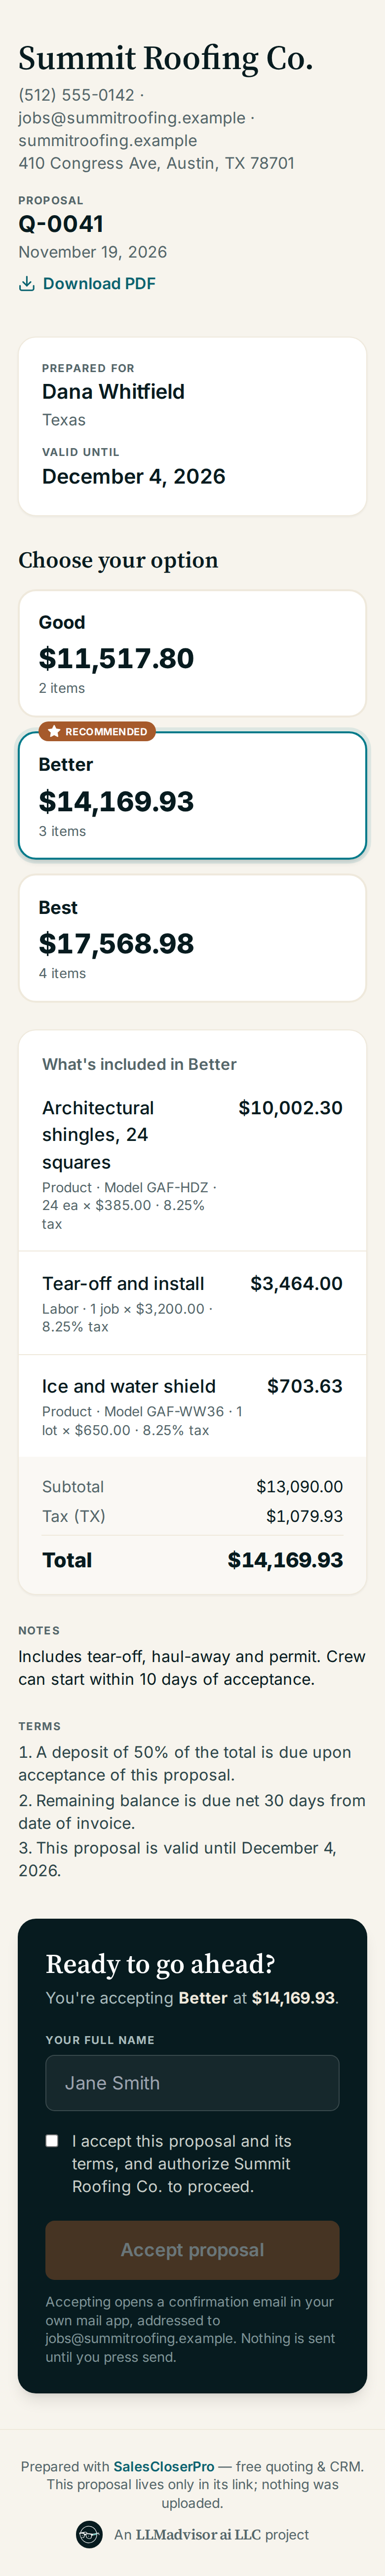 Summit Roofing Co.
(512) 555-0142 ·
jobs@summitroofing.example ·
summitroofing.example
410 Congress Ave, Austin, TX 78701
PROPOSAL
Q-0041
November 19, 2026
Download PDF
PREPARED FOR
Dana Whitfield
Texas
VALID UNTIL
December 4, 2026
Choose your option
Good
$11,517.80
2 items
RECOMMENDED
Better
$14,169.93
3 items
Best
$17,568.98
4 items
What's included in Better
Architectural $10,002.30
shingles, 24
squares
Product · Model GAF-HDZ ·
24 ea × $385.00 · 8.25%
tax
Tear-off and install $3,464.00
Labor · 1 job × $3,200.00 ·
8.25% tax
Ice and water shield $703.63
Product · Model GAF-WW36 · 1
lot × $650.00 · 8.25% tax
Subtotal $13,090.00
Tax (TX) $1,079.93
Total $14,169.93
NOTES
Includes tear-off, haul-away and permit. Crew
can start within 10 days of acceptance.
TERMS
1. A deposit of 50% of the total is due upon
acceptance of this proposal.
2. Remaining balance is due net 30 days from
date of invoice.
3. This proposal is valid until December 4,
2026.
Ready to go ahead?
You're accepting Better at $14,169.93.
YOUR FULL NAME
Jane Smith
I accept this proposal and its
terms, and authorize Summit
Roofing Co. to proceed.
Accept proposal
Accepting opens a confirmation email in your
own mail app, addressed to
jobs@summitroofing.example. Nothing is sent
until you press send.
Prepared with SalesCloserPro — free quoting & CRM.
This proposal lives only in its link; nothing was
uploaded.
An LLMadvisor ai LLC project